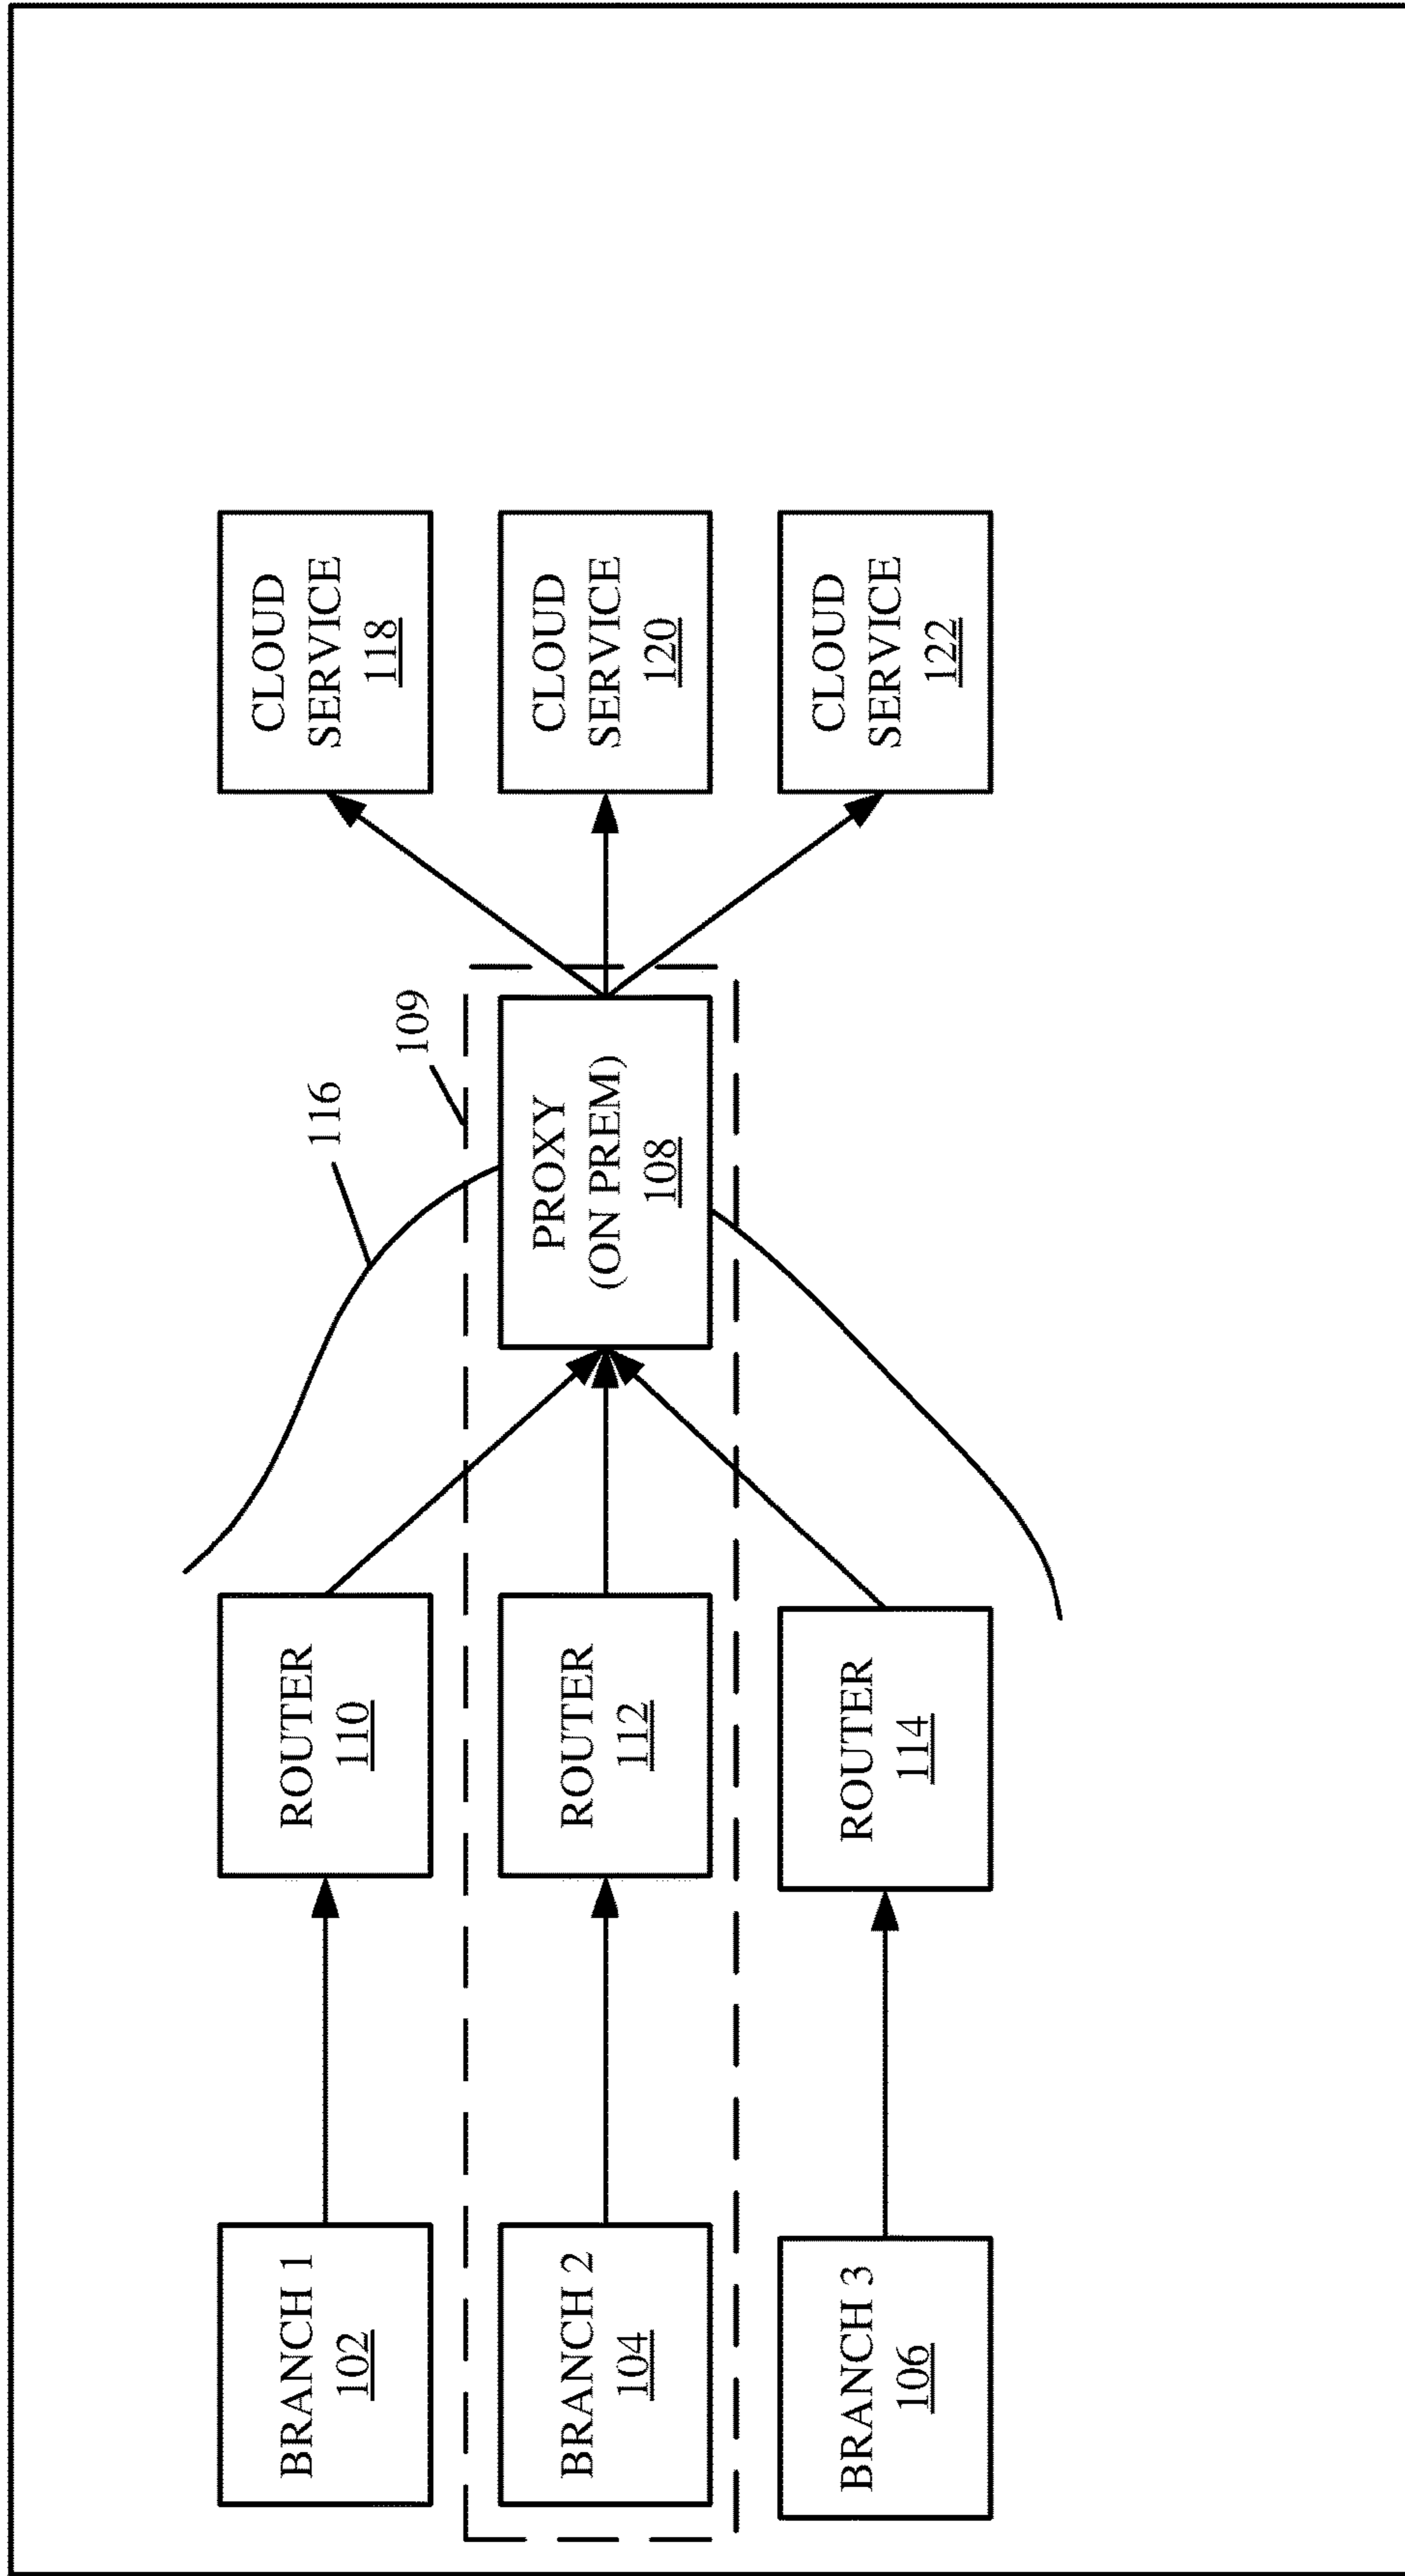 BRANCH 1
102
ROUTER
110
116
109
CLOUD
SERVICE
118
BRANCH 2
104
ROUTER
112
PROXY
(ON PREM)
108
CLOUD
SERVICE
120
BRANCH 3
106
ROUTER
114
CLOUD
SERVICE
122